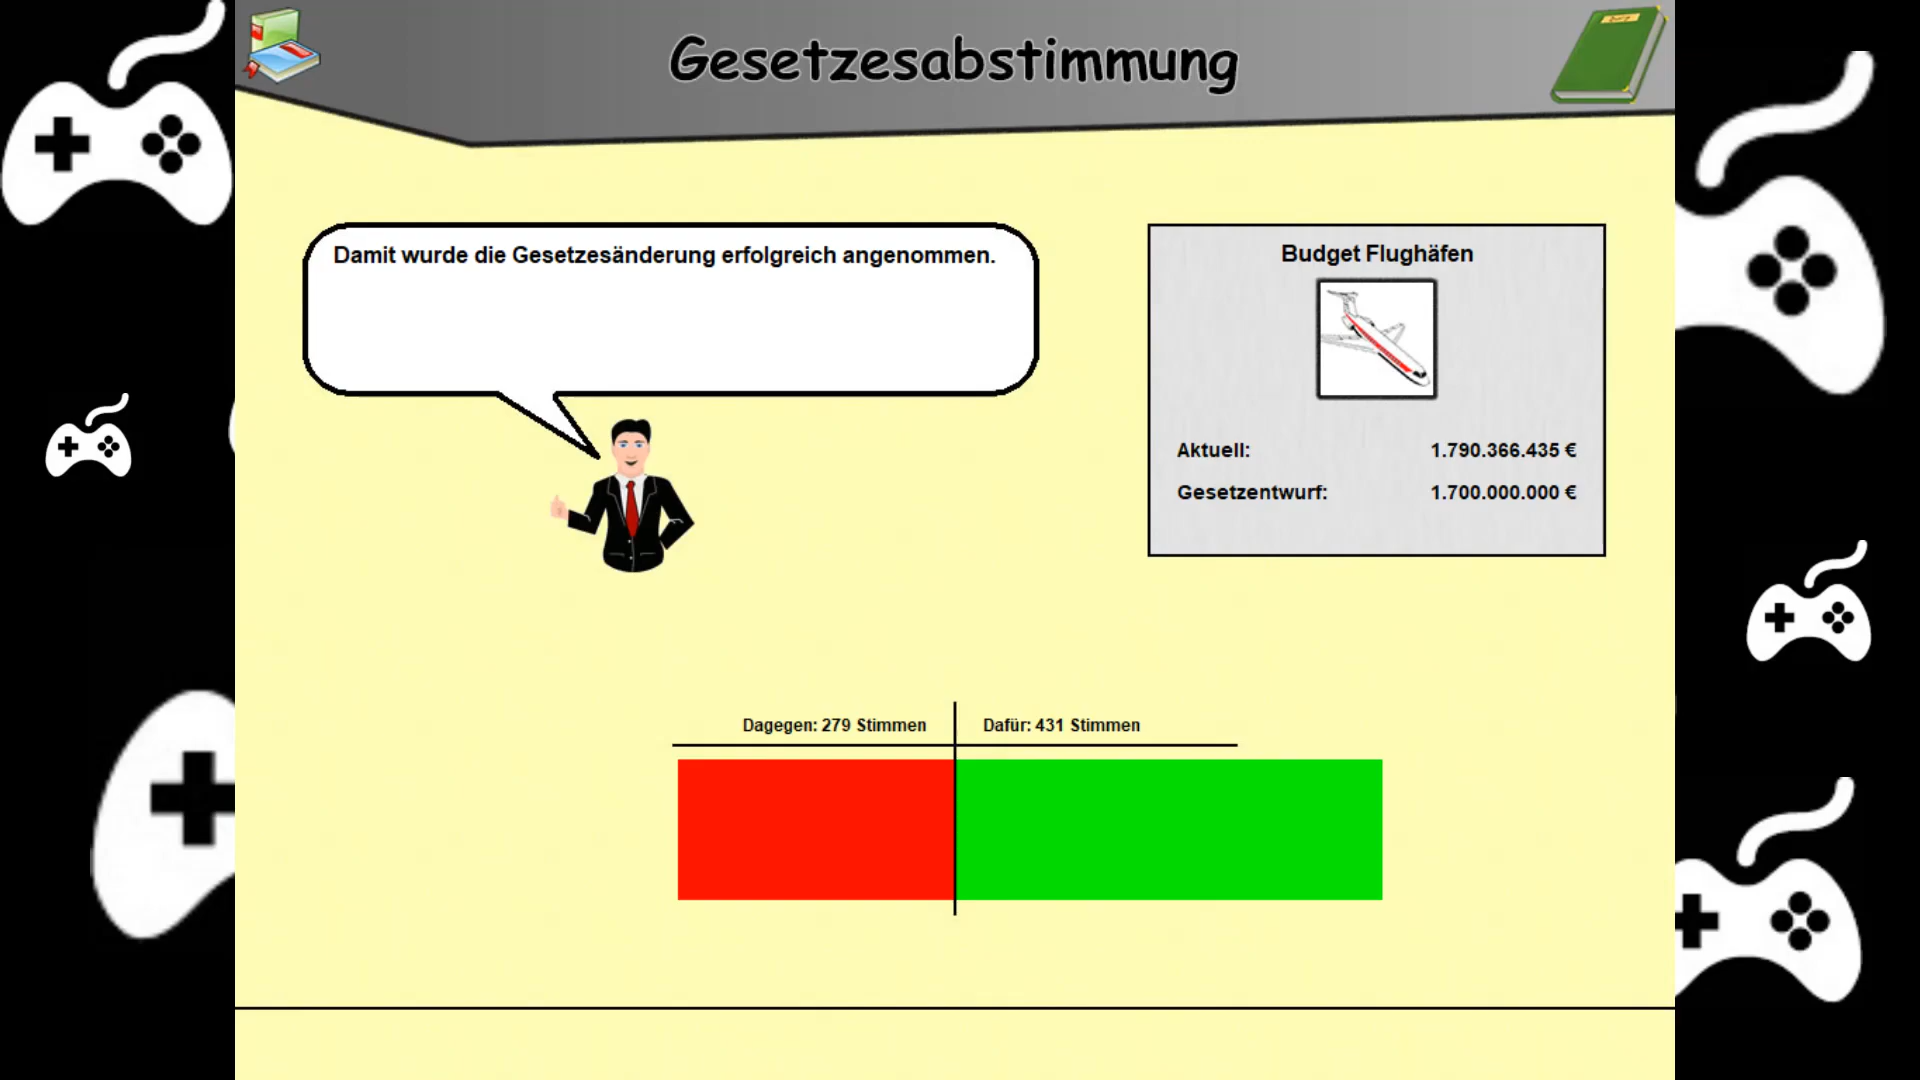 Gesetzesabstimmung
Damit wurde die Gesetzesänderung erfolgreich angenommen.
Budget Flughäfen
Aktuell: 1.790.366.435 €
Gesetzentwurf: 1.700.000.000 €
Dagegen: 279 Stimmen Dafür: 431 Stimmen